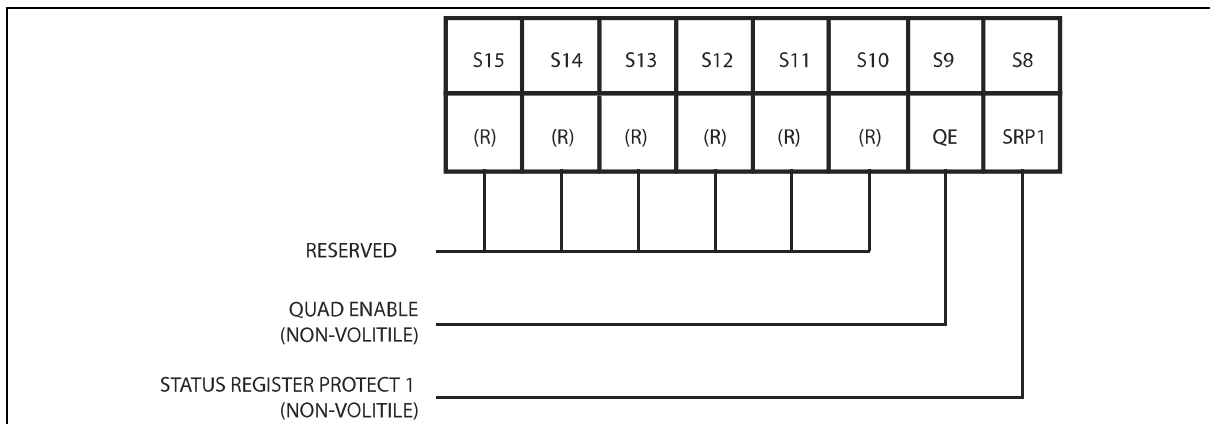 S15 S14 S13 S12 S11 S10 S9 S8
(R) (R) (R) (R) (R) (R) QE SRP1
RESERVED
QUAD ENABLE
(NON-VOLITILE)
STATUS REGISTER PROTECT 1
(NON-VOLITILE)